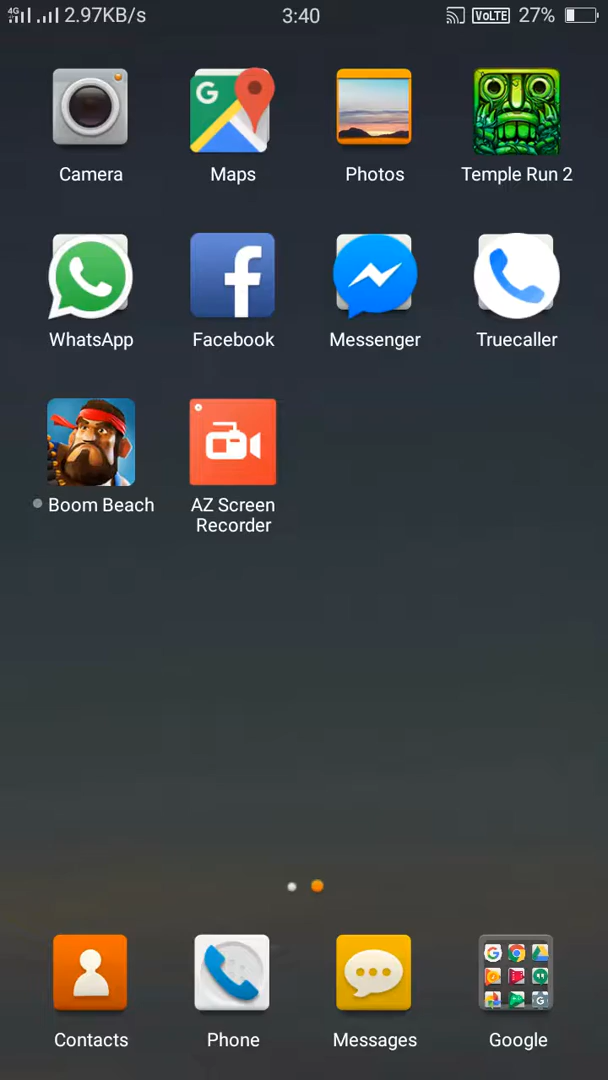 4G 2.97KB/s 3:40 VoLTE 27%
G
Camera Maps Photos Temple Run 2
f
WhatsApp Facebook Messenger Truecaller
Boom Beach AZ Screen
Recorder
Contacts Phone Messages Google